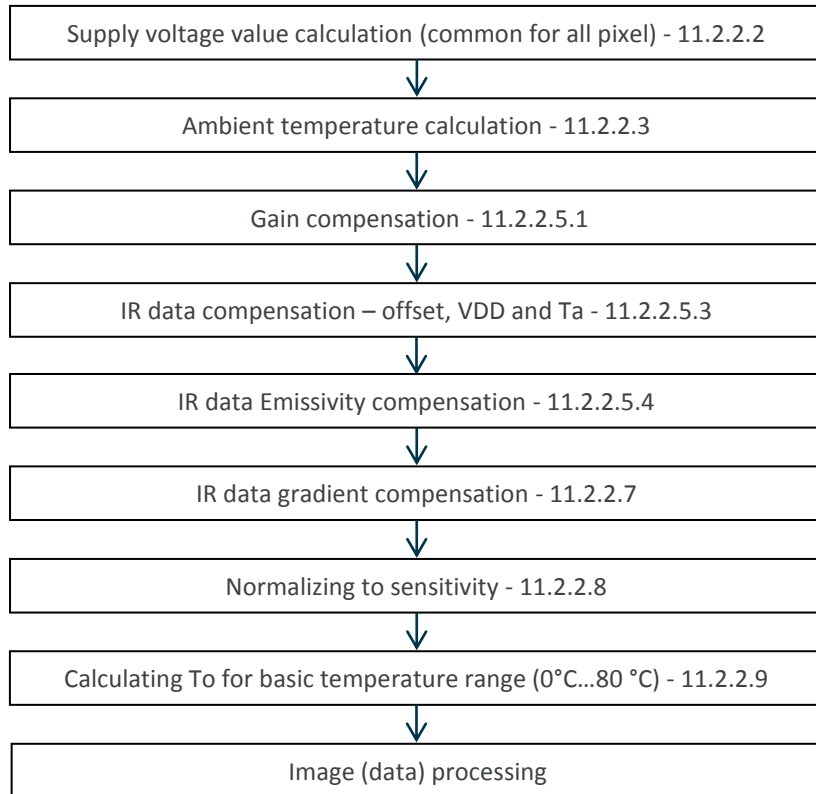 Supply voltage value calculation (common for all pixel) - 11.2.2.2
Ambient temperature calculation - 11.2.2.3
Gain compensation - 11.2.2.5.1
IR data compensation – offset, VDD and Ta - 11.2.2.5.3
IR data Emissivity compensation - 11.2.2.5.4
IR data gradient compensation - 11.2.2.7
Normalizing to sensitivity - 11.2.2.8
Calculating To for basic temperature range (0°C...80 °C) - 11.2.2.9
Image (data) processing